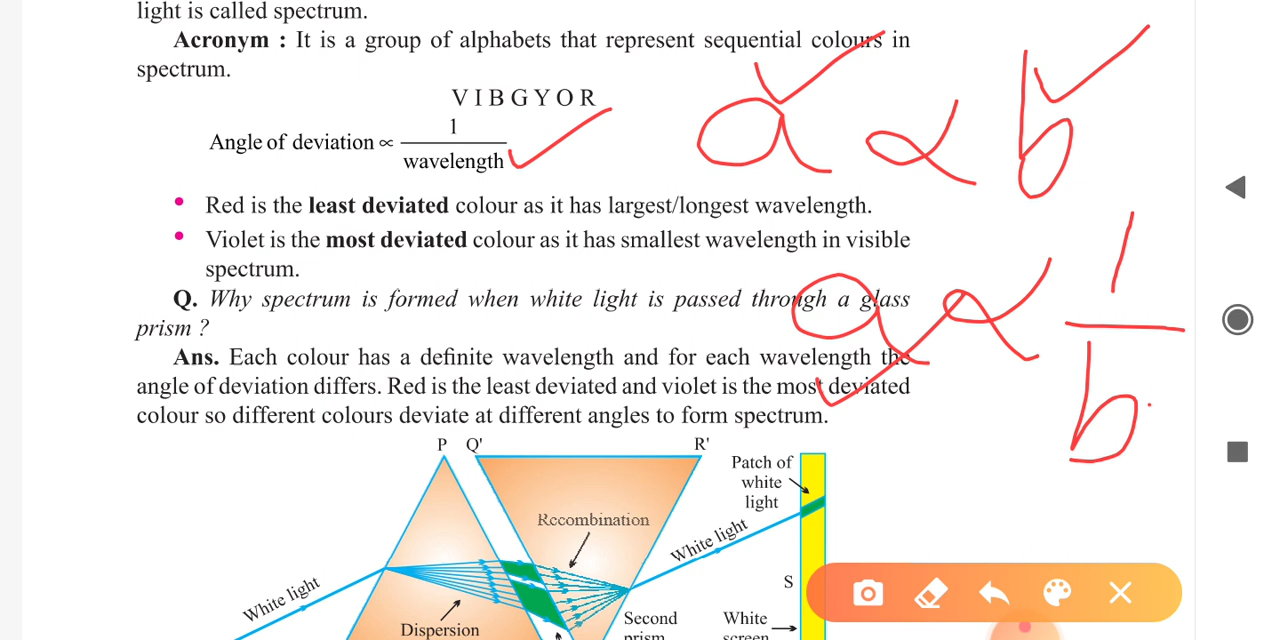 light is called spectrum.
Acronym : It is a group of alphabets that represent sequential colours in
spectrum.
V I B G Y O R
Angle of deviation ∝ 1
wavelength
a ∝ b
• Red is the least deviated colour as it has largest/longest wavelength.
• Violet is the most deviated colour as it has smallest wavelength in visible
spectrum.
Q. Why spectrum is formed when white light is passed through a glass
prism ?
a ∝ 1
b
Ans. Each colour has a definite wavelength and for each wavelength the
angle of deviation differs. Red is the least deviated and violet is the most deviated
colour so different colours deviate at different angles to form spectrum.
P Q' R'
Patch of
white
light
Recombination
White light
White light
S
Second
prism
White
screen
Dispersion